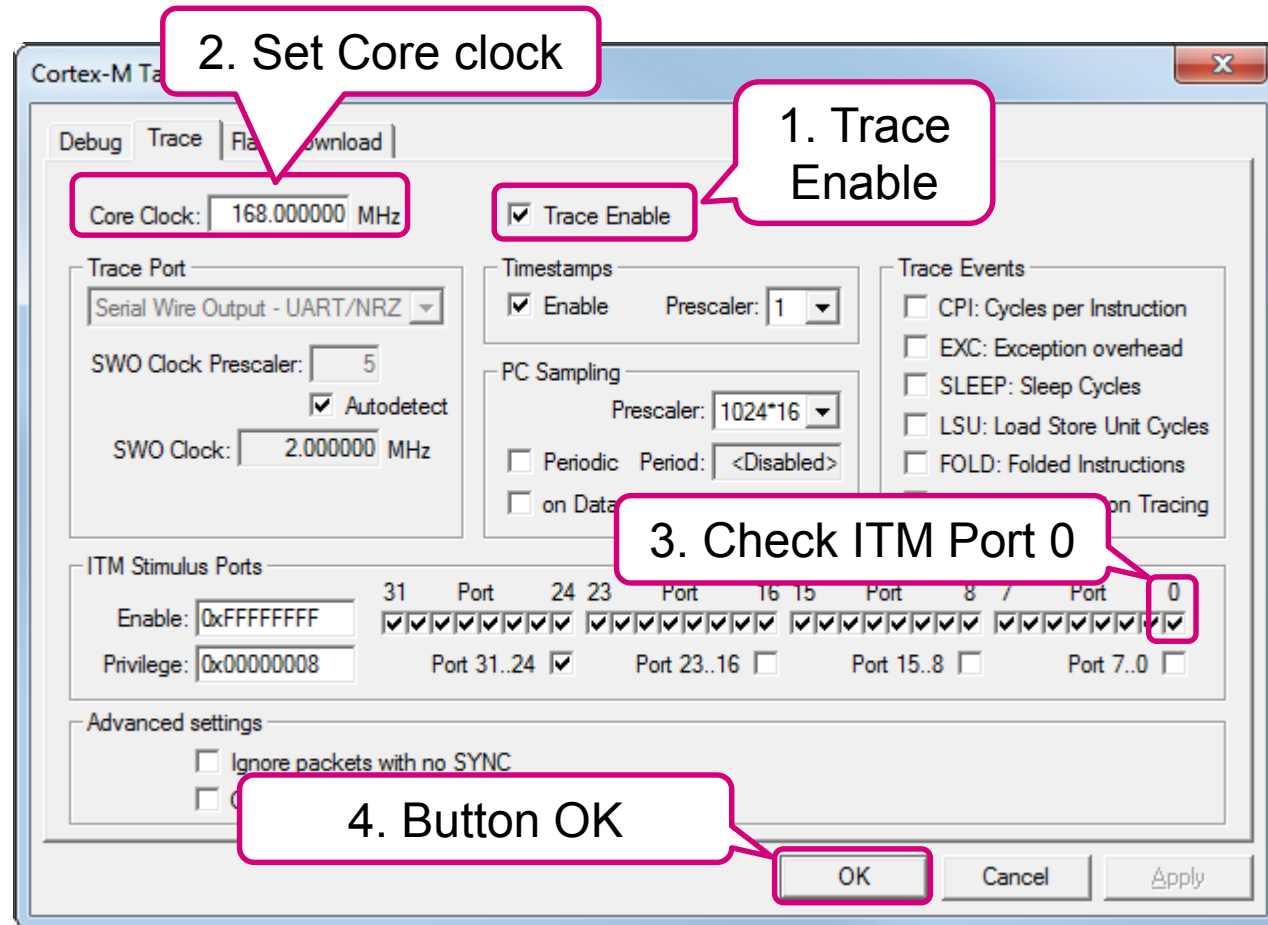 2. Set Core clock
Cortex-M Ta
1. Trace
Enable
Debug Trace Fla ownload
Core Clock: 168.000000 MHz
Trace Enable
Trace Port
Serial Wire Output - UART/NRZ
SWO Clock Prescaler: 5
Autodetect
SWO Clock: 2.000000 MHz
Timestamps
Enable Prescaler: 1
PC Sampling
Prescaler: 1024*16
Periodic Period: <Disabled>
on Data
Trace Events
CPI: Cycles per Instruction
EXC: Exception overhead
SLEEP: Sleep Cycles
LSU: Load Store Unit Cycles
FOLD: Folded Instructions
on Tracing
3. Check ITM Port 0
ITM Stimulus Ports
31 Port 24 23 Port 16 15 Port 8 7 Port 0
Enable: 0xFFFFFFFF
Privilege: 0x00000008 Port 31..24 Port 23..16 Port 15..8 Port 7..0
Advanced settings
Ignore packets with no SYNC
4. Button OK
OK Cancel Apply